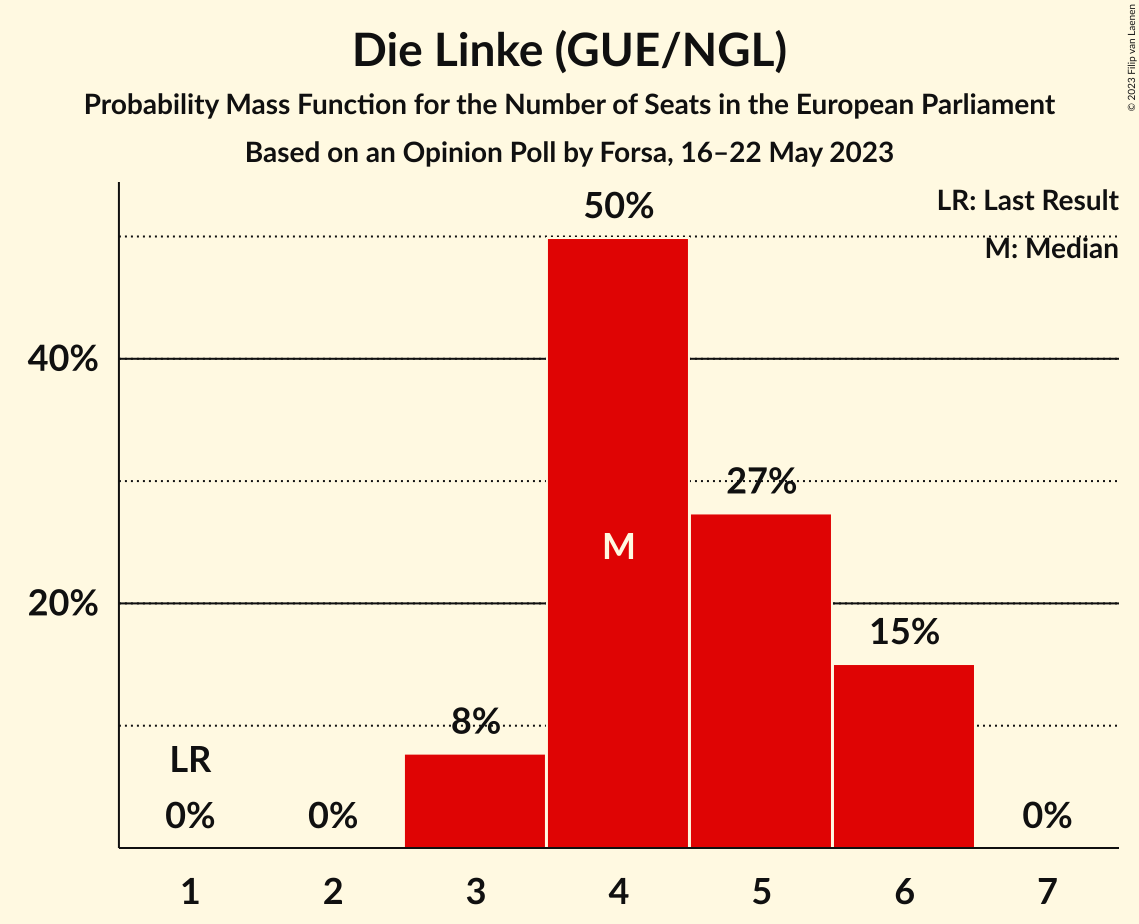 Die Linke (GUE/NGL)
Probability Mass Function for the Number of Seats in the European Parliament
Based on an Opinion Poll by Forsa, 16–22 May 2023
© 2023 Filip van Laenen
LR: Last Result
M: Median
50%
40%
27%
M
20%
15%
8%
LR
0%
0%
0%
1
2
3
4
5
6
7